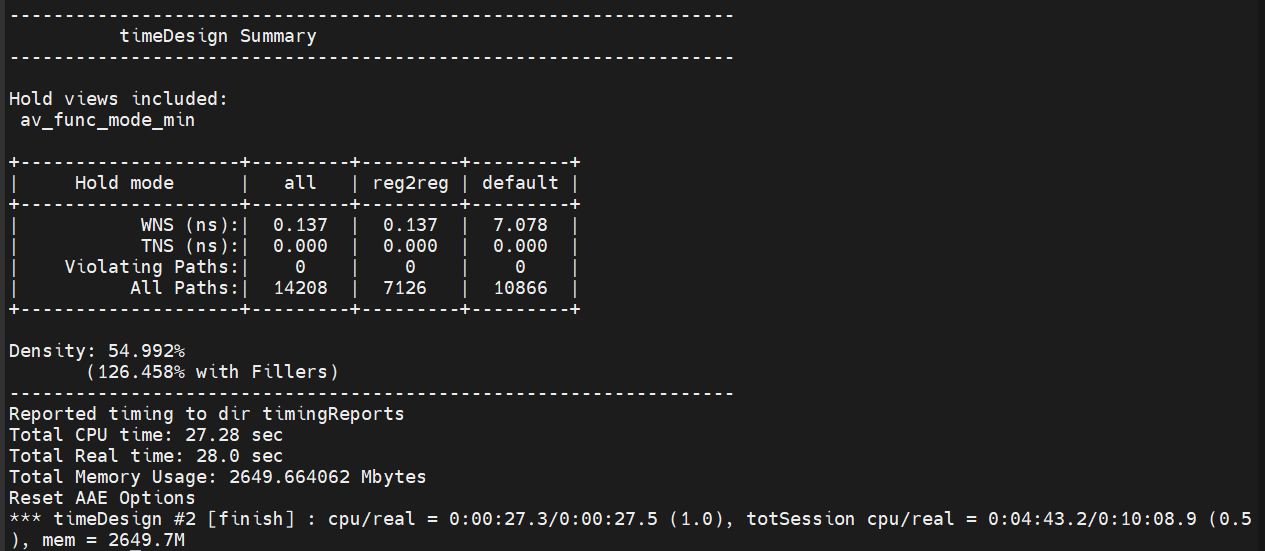 ------------------------------------------------------------------
          timeDesign Summary
------------------------------------------------------------------
Hold views included:
 av_func_mode_min
+--------------------+---------+---------+---------+
|     Hold mode      |   all   | reg2reg | default |
+--------------------+---------+---------+---------+
|           WNS (ns):|  0.137  |  0.137  |  7.078  |
|           TNS (ns):|  0.000  |  0.000  |  0.000  |
|    Violating Paths:|    0    |    0    |    0    |
|          All Paths:|  14208  |  7126   |  10866  |
+--------------------+---------+---------+---------+
Density: 54.992%
       (126.458% with Fillers)
------------------------------------------------------------------
Reported timing to dir timingReports
Total CPU time: 27.28 sec
Total Real time: 28.0 sec
Total Memory Usage: 2649.664062 Mbytes
Reset AAE Options
*** timeDesign #2 [finish] : cpu/real = 0:00:27.3/0:00:27.5 (1.0), totSession cpu/real = 0:04:43.2/0:10:08.9 (0.5
), mem = 2649.7M